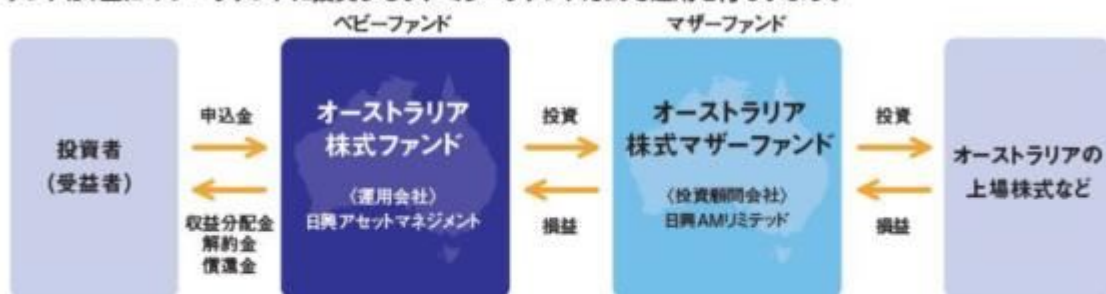 ベビーファンド
マザーファンド
投資者
(受益者)
申込金
収益分配金
解約金
償還金
オーストラリア
株式ファンド
〈運用会社〉
日興アセットマネジメント
投資
損益
オーストラリア
株式マザーファンド
〈投資顧問会社〉
日興AMリミテッド
投資
損益
オーストラリアの
上場株式など